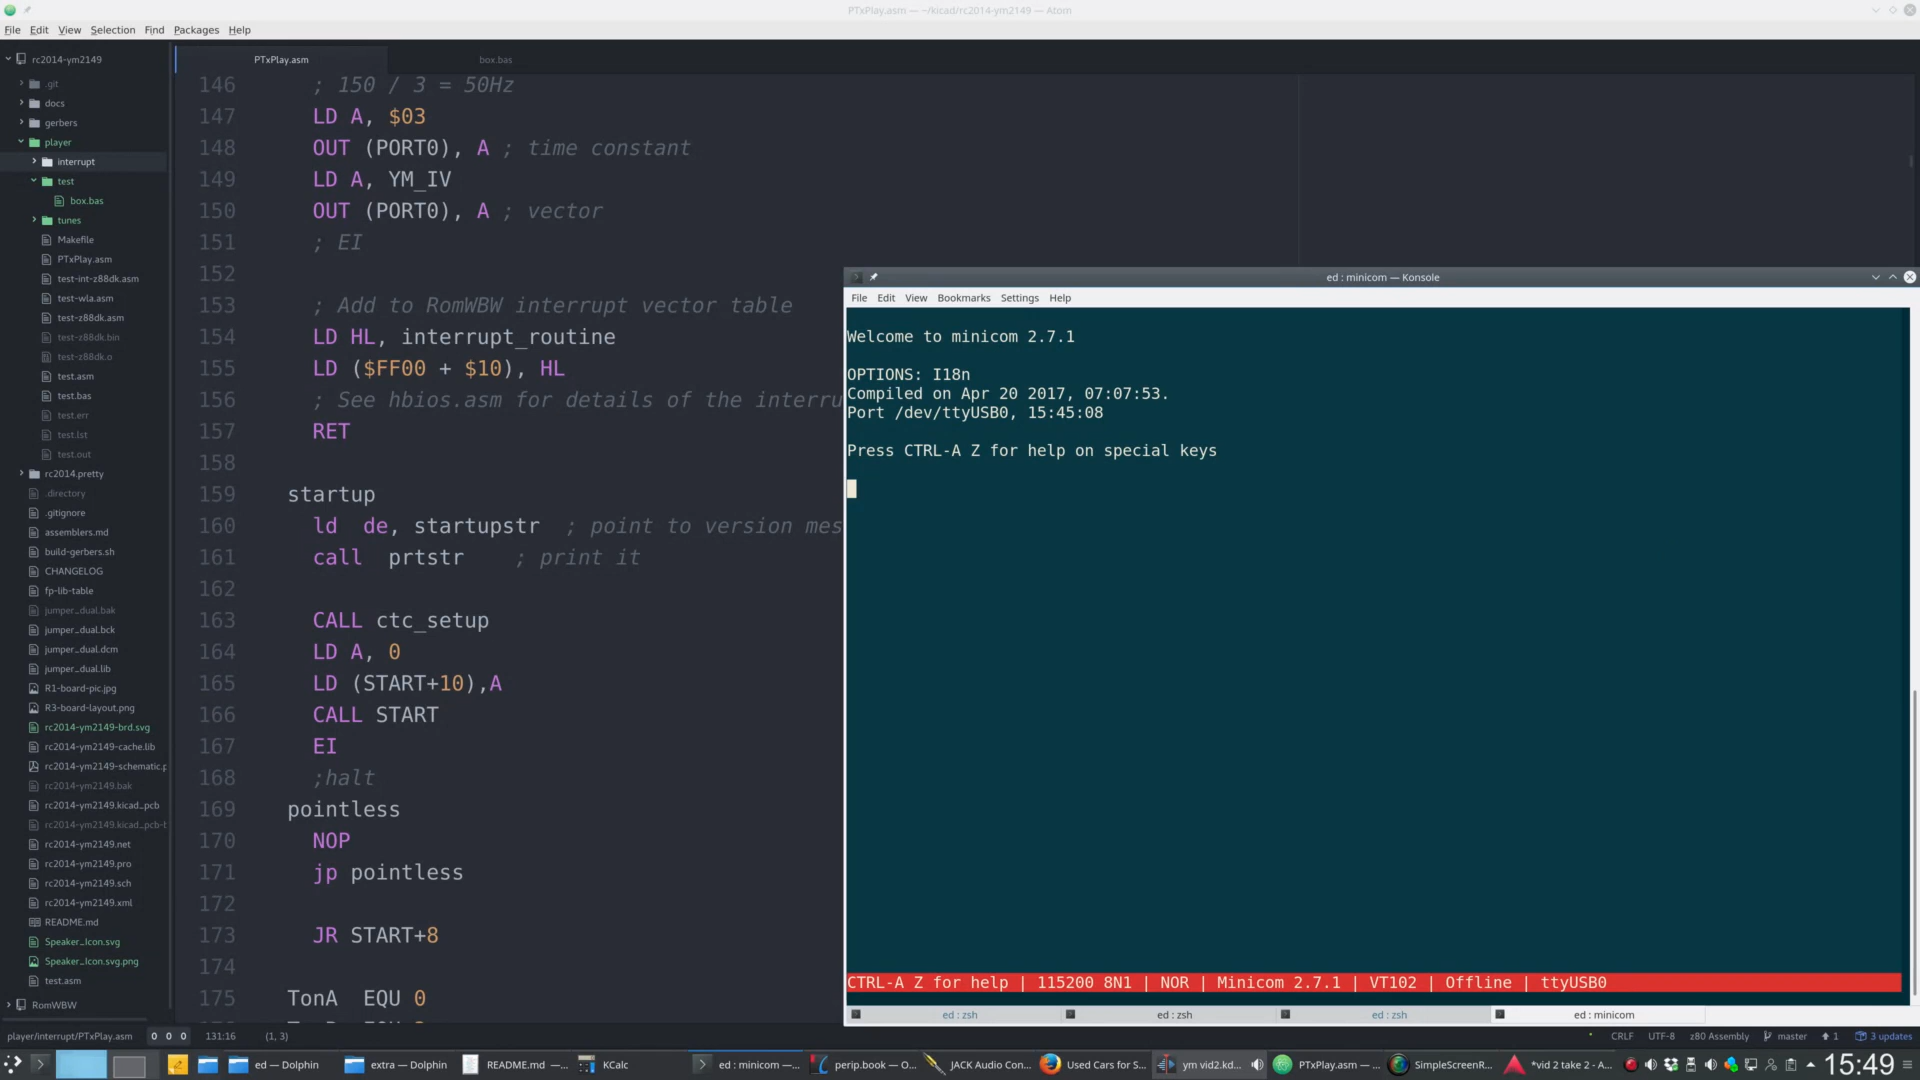 PTxPlay.asm — ~/kicad/rc2014-ym2149 — Atom
File Edit View Selection Find Packages Help
rc2014-ym2149
.git
docs
gerbers
player
interrupt
test
box.bas
tunes
Makefile
PTxPlay.asm
test-int-z88dk.asm
test-wla.asm
test-z88dk.asm
test-z88dk.bin
test-z88dk.o
test.asm
test.bas
test.err
test.lst
test.out
rc2014.pretty
.directory
.gitignore
assemblers.md
build-gerbers.sh
CHANGELOG
fp-lib-table
jumper_dual.bak
jumper_dual.bck
jumper_dual.dcm
jumper_dual.lib
R1-board-pic.jpg
R3-board-layout.png
rc2014-ym2149-brd.svg
rc2014-ym2149-cache.lib
rc2014-ym2149-schematic.p
rc2014-ym2149.bak
rc2014-ym2149.kicad_pcb
rc2014-ym2149.kicad_pcb-b
rc2014-ym2149.net
rc2014-ym2149.pro
rc2014-ym2149.sch
rc2014-ym2149.xml
README.md
Speaker_Icon.svg
Speaker_Icon.svg.png
test.asm
RomWBW
PTxPlay.asm box.bas
146 ; 150 / 3 = 50Hz
147 LD A, $03
148 OUT (PORT0), A ; time constant
149 LD A, YM_IV
150 OUT (PORT0), A ; vector
151 ; EI
152
153 ; Add to RomWBW interrupt vector table
154 LD HL, interrupt_routine
155 LD ($FF00 + $10), HL
156 ; See hbios.asm for details of the interru
157 RET
158
159 startup
160 ld de, startupstr ; point to version mes
161 call prtstr ; print it
162
163 CALL ctc_setup
164 LD A, 0
165 LD (START+10),A
166 CALL START
167 EI
168 ;halt
169 pointless
170 NOP
171 jp pointless
172
173 JR START+8
174
175 TonA EQU 0
ed : minicom — Konsole
File Edit View Bookmarks Settings Help
Welcome to minicom 2.7.1
OPTIONS: I18n
Compiled on Apr 20 2017, 07:07:53.
Port /dev/ttyUSB0, 15:45:08
Press CTRL-A Z for help on special keys
CTRL-A Z for help | 115200 8N1 | NOR | Minicom 2.7.1 | VT102 | Offline | ttyUSB0
ed : zsh ed : zsh ed : zsh ed : minicom
player/interrupt/PTxPlay.asm 0 0 0 131:16 (1, 3) CRLF UTF-8 z80 Assembly master 1 3 updates
ed — Dolphin extra — Dolphin README.md —... KCalc ed : minicom —... perip.book — O... JACK Audio Con... Used Cars for S... ym vid2.kd... PTxPlay.asm — ... SimpleScreenR... *vid 2 take 2 - A... 15:49